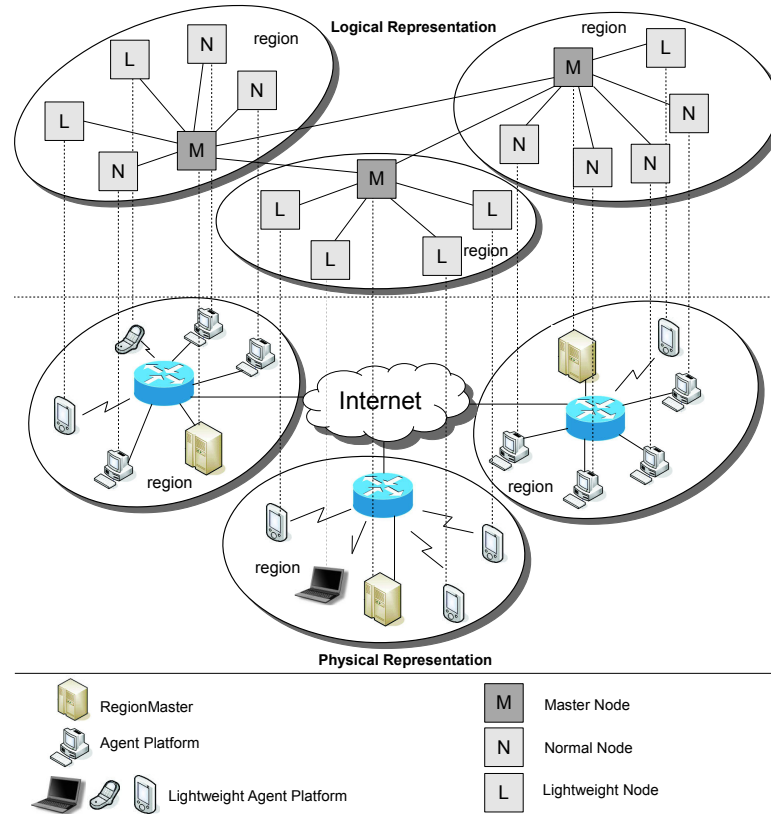 Logical Representation
region
region
N
L
N
L
N
M
M
L
N
N
N
N
M
L
L
L
L
region
Internet
region
region
region
Physical Representation
RegionMaster
Agent Platform
Lightweight Agent Platform
M
Master Node
N
Normal Node
L
Lightweight Node